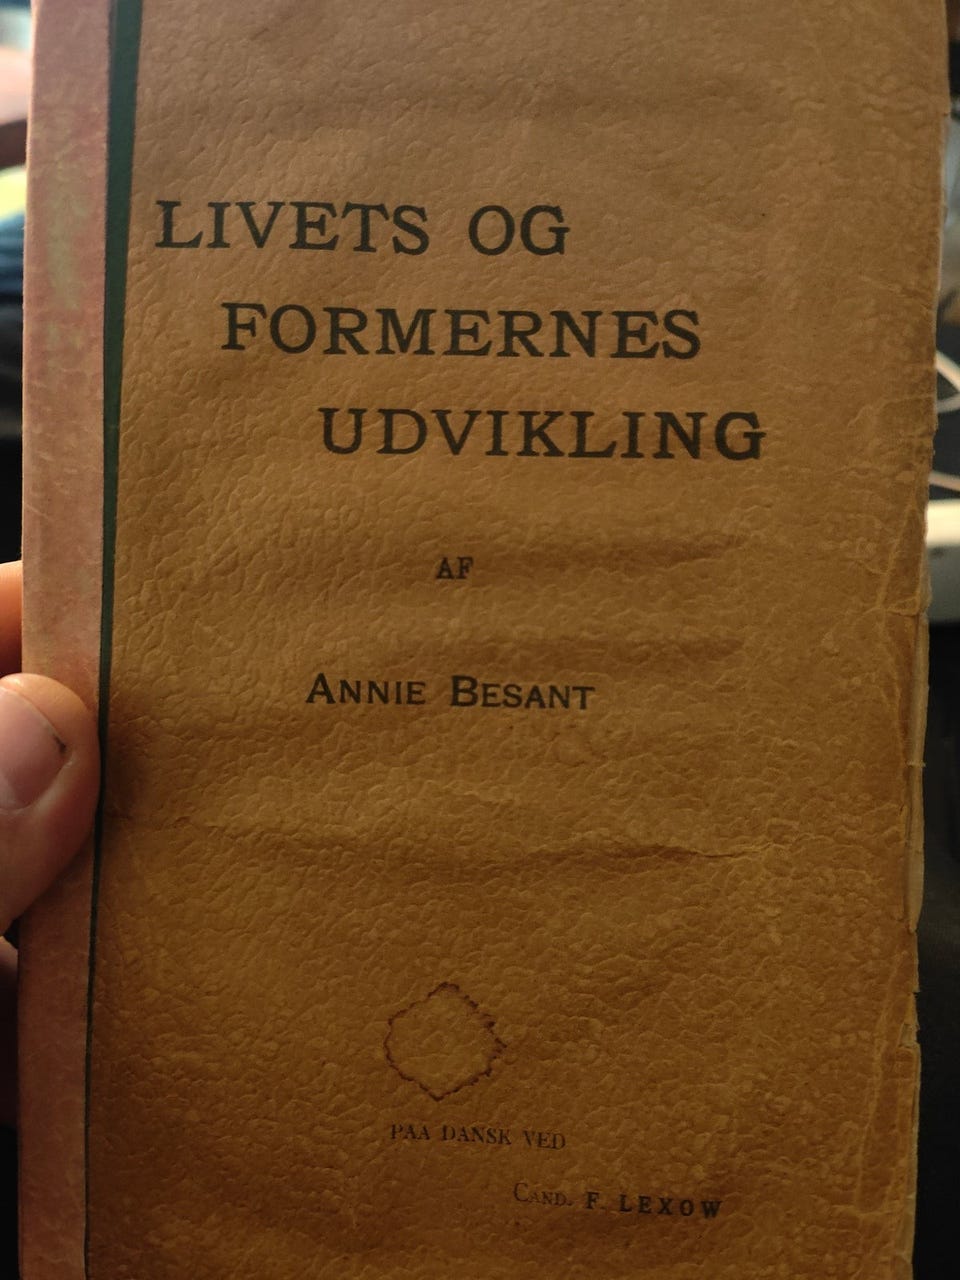 LIVETS OG
FORMERNES
UDVIKLING
AF
ANNIE BESANT
PAA DANSK VED
CAND. F. LEXOW